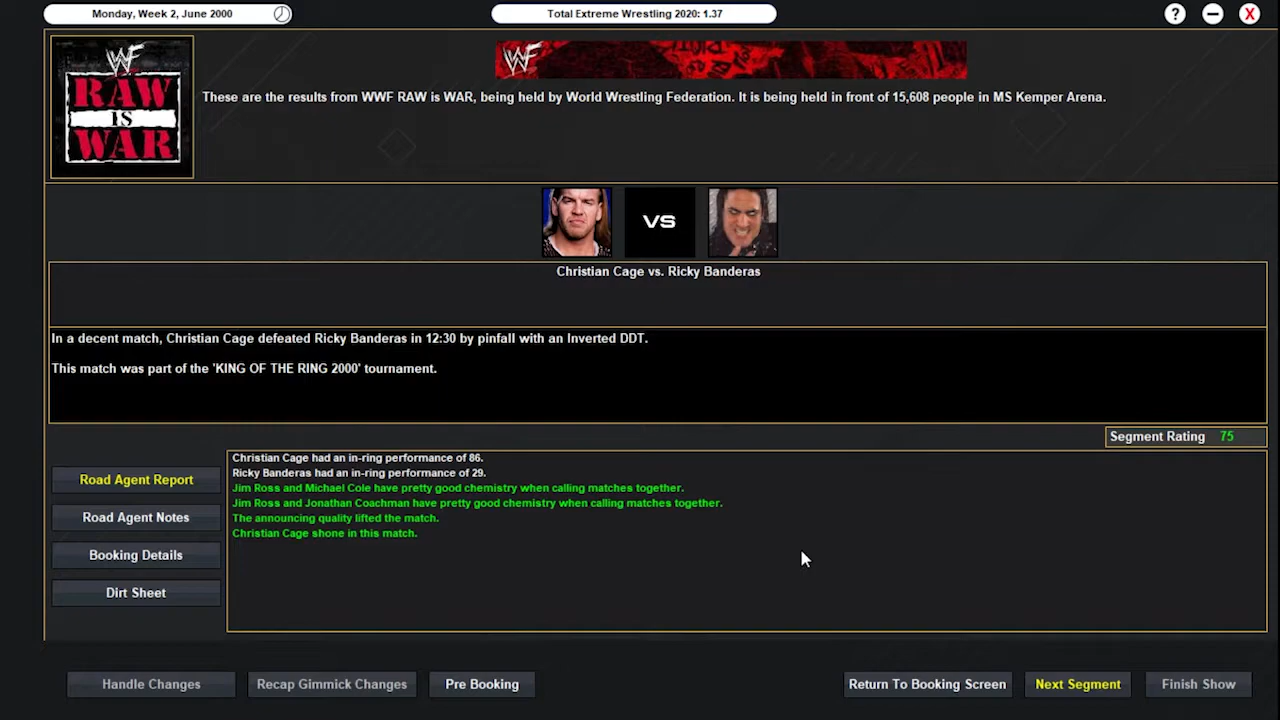 Monday, Week 2, June 2000
Total Extreme Wrestling 2020: 1.37
?
X
WF
RAW
IS
WAR
WF
These are the results from WWF RAW is WAR, being held by World Wrestling Federation. It is being held in front of 15,608 people in MS Kemper Arena.
VS
Christian Cage vs. Ricky Banderas
In a decent match, Christian Cage defeated Ricky Banderas in 12:30 by pinfall with an Inverted DDT.
This match was part of the 'KING OF THE RING 2000' tournament.
Segment Rating 75
Road Agent Report
Road Agent Notes
Booking Details
Dirt Sheet
Christian Cage had an in-ring performance of 86.
Ricky Banderas had an in-ring performance of 29.
Jim Ross and Michael Cole have pretty good chemistry when calling matches together.
Jim Ross and Jonathan Coachman have pretty good chemistry when calling matches together.
The announcing quality lifted the match.
Christian Cage shone in this match.
Handle Changes
Recap Gimmick Changes
Pre Booking
Return To Booking Screen
Next Segment
Finish Show